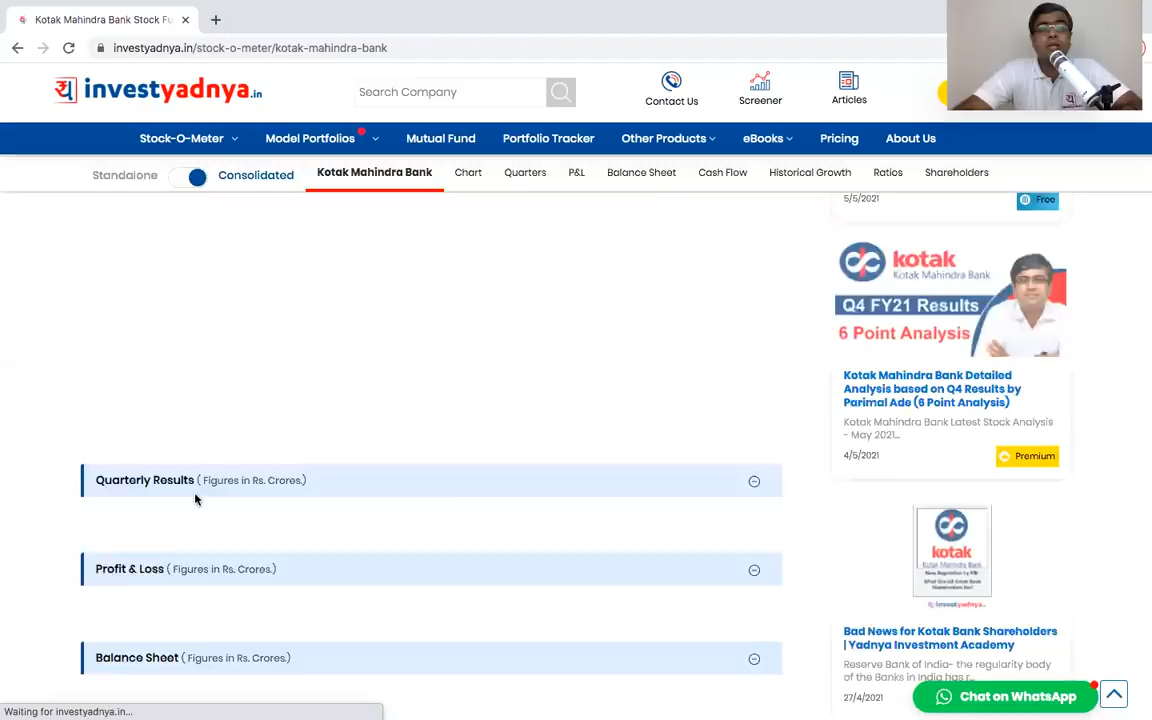 Kotak Mahindra Bank Stock Fu
investyadnya.in/stock-o-meter/kotak-mahindra-bank
य investyadnya.in
Search Company
Contact Us
Screener
Articles
Stock-O-Meter
Model Portfolios
Mutual Fund
Portfolio Tracker
Other Products
eBooks
Pricing
About Us
Standalone
Consolidated
Kotak Mahindra Bank
Chart
Quarters
P&L
Balance Sheet
Cash Flow
Historical Growth
Ratios
Shareholders
5/5/2021
Free
kotak
Kotak Mahindra Bank
Q4 FY21 Results
6 Point Analysis
Kotak Mahindra Bank Detailed
Analysis based on Q4 Results by
Parimal Ade (6 Point Analysis)
Kotak Mahindra Bank Latest Stock Analysis
- May 2021...
4/5/2021
Premium
Quarterly Results ( Figures in Rs. Crores.)
Profit & Loss ( Figures in Rs. Crores.)
Balance Sheet ( Figures in Rs. Crores.)
kotak
Kotak Mahindra Bank
investyadnya.in
Bad News for Kotak Bank Shareholders
| Yadnya Investment Academy
Reserve Bank of India- the regularity body
of the Banks in India has r...
27/4/2021
Chat on WhatsApp
Waiting for investyadnya.in...